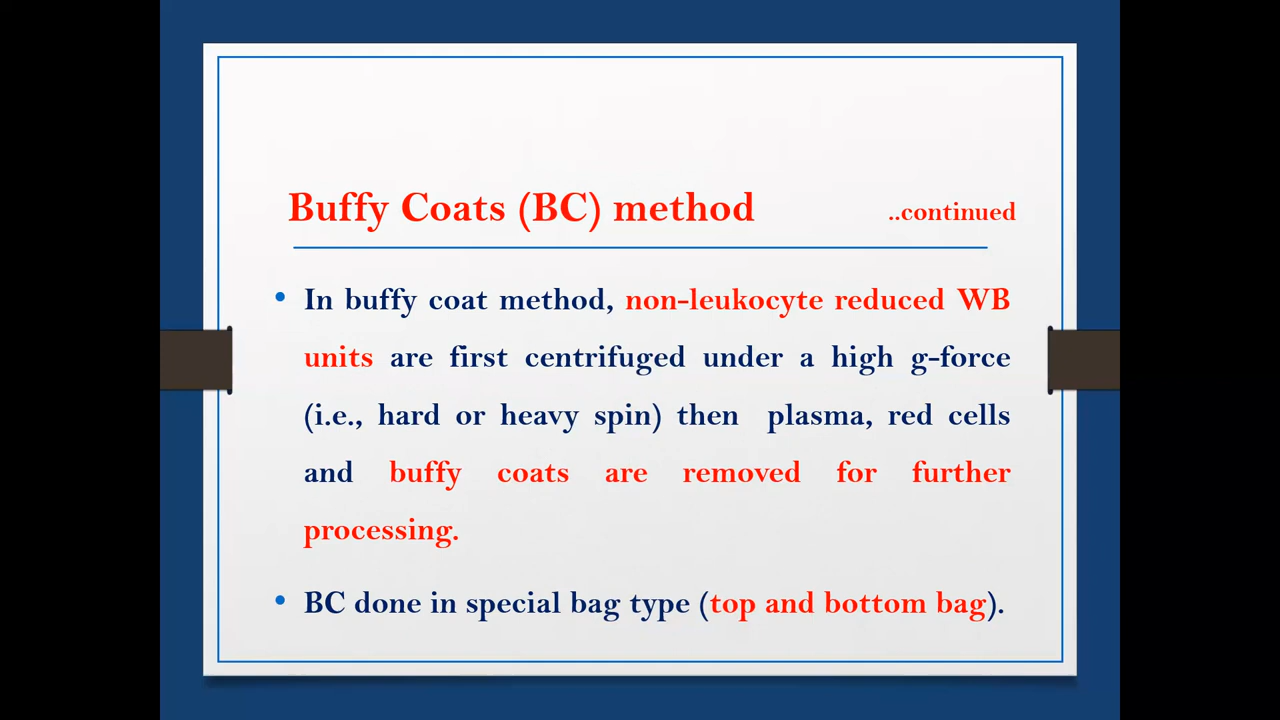 Buffy Coats (BC) method ..continued
• In buffy coat method, non-leukocyte reduced WB
units are first centrifuged under a high g-force
(i.e., hard or heavy spin) then plasma, red cells
and buffy coats are removed for further
processing.
• BC done in special bag type (top and bottom bag).